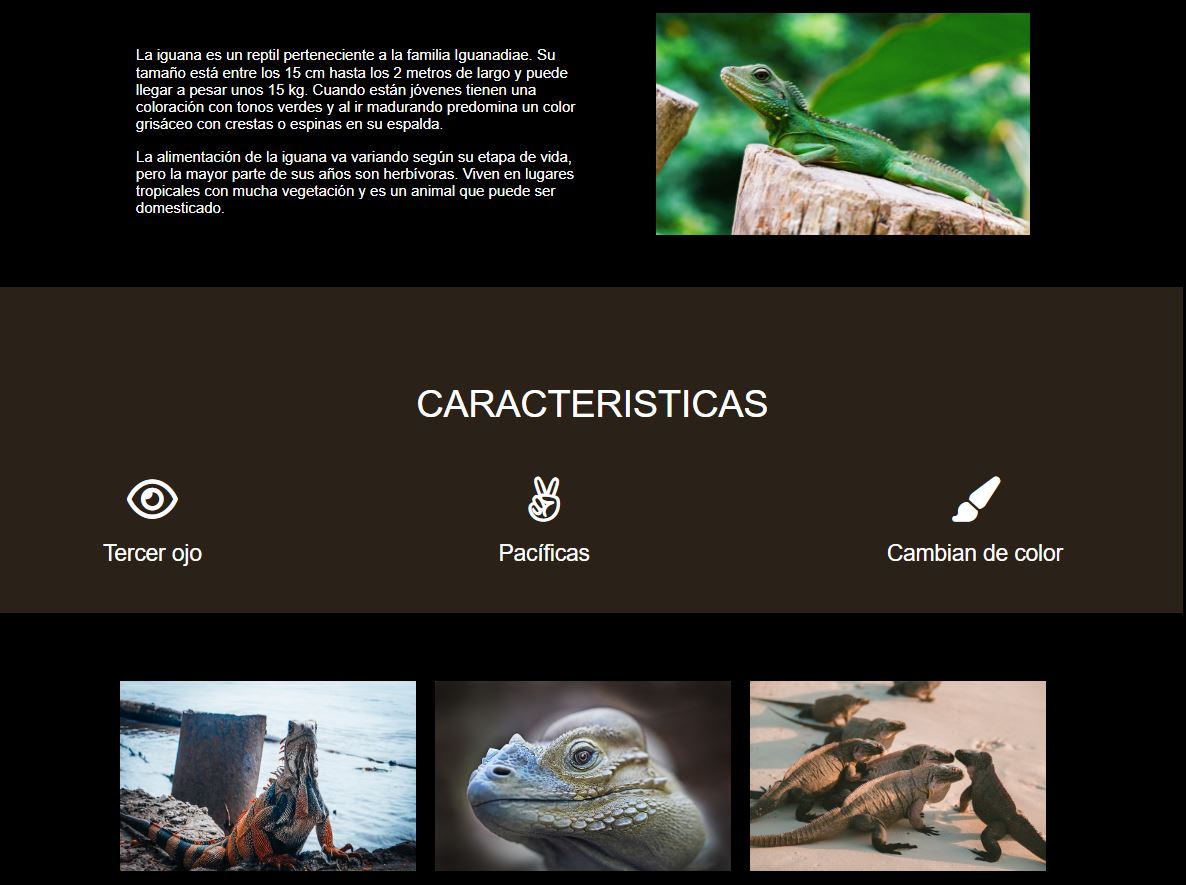 La iguana es un reptil perteneciente a la familia Iguanadiae. Su
tamaño está entre los 15 cm hasta los 2 metros de largo y puede
llegar a pesar unos 15 kg. Cuando están jóvenes tienen una
coloración con tonos verdes y al ir madurando predomina un color
grisáceo con crestas o espinas en su espalda.
La alimentación de la iguana va variando según su etapa de vida,
pero la mayor parte de sus años son herbívoras. Viven en lugares
tropicales con mucha vegetación y es un animal que puede ser
domesticado.
CARACTERISTICAS
Tercer ojo
Pacíficas
Cambian de color